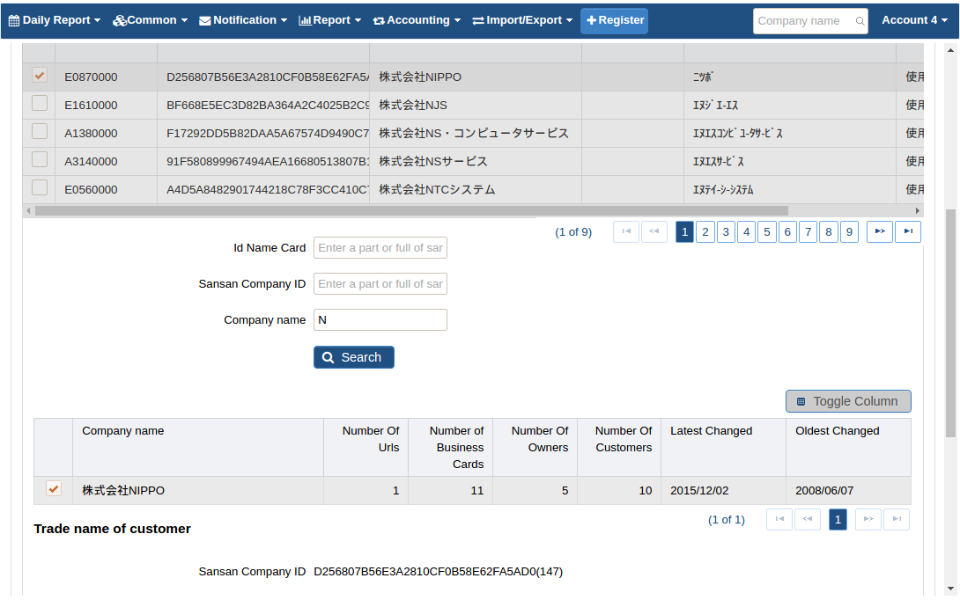 Daily Report Common Notification Report Accounting Import/Export + Register Company name Account 4
E0870000 D256807B56E3A2810CF0B58E62FA5A 株式会社NIPPO ﾆﾂﾎﾟ 使用
E1610000 BF668E5EC3D82BA364A2C4025B2C9 株式会社NJS ｴﾇｼﾞｴｰｴｽ 使用
A1380000 F17292DD5B82DAA5A67574D9490C7 株式会社NS・コンピュータサービス ｴﾇｴｽｺﾝﾋﾟﾕｰﾀｻｰﾋﾞｽ 使用
A3140000 91F580899967494AEA16680513807B 株式会社NSサービス ｴﾇｴｽｻｰﾋﾞｽ 使用
E0560000 A4D5A8482901744218C78F3CC410C 株式会社NTCシステム ｴﾇﾃｲｰｼｰｼｽﾃﾑ 使用
(1 of 9) 1 2 3 4 5 6 7 8 9
Id Name Card Enter a part or full of sar
Sansan Company ID Enter a part or full of sar
Company name N
Search
Toggle Column
Company name Number Of Urls Number of Business Cards Number Of Owners Number Of Customers Latest Changed Oldest Changed
株式会社NIPPO 1 11 5 10 2015/12/02 2008/06/07
(1 of 1) 1
Trade name of customer
Sansan Company ID D256807B56E3A2810CF0B58E62FA5AD0(147)